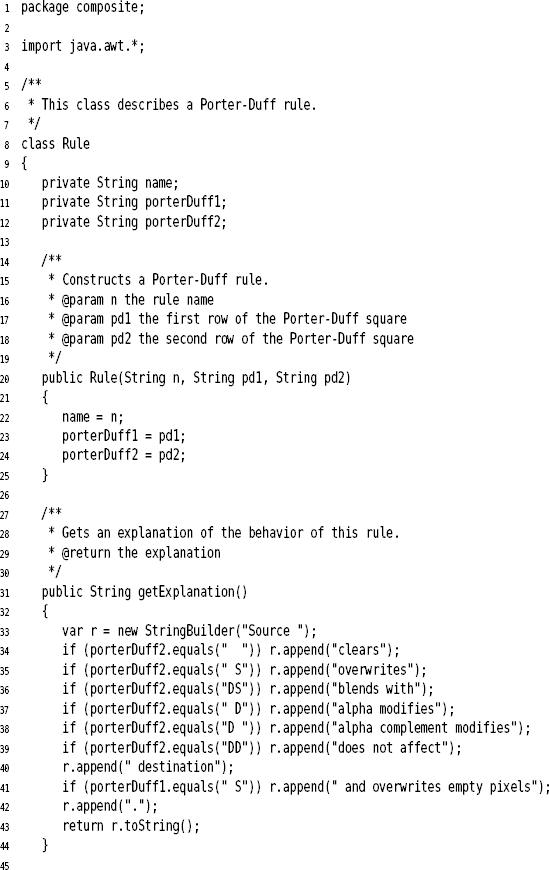 1 package composite;
2
3 import java.awt.*;
4
5 /**
6  * This class describes a Porter-Duff rule.
7  */
8 class Rule
9 {
10    private String name;
11    private String porterDuff1;
12    private String porterDuff2;
13
14    /**
15     * Constructs a Porter-Duff rule.
16     * @param n the rule name
17     * @param pd1 the first row of the Porter-Duff square
18     * @param pd2 the second row of the Porter-Duff square
19     */
20    public Rule(String n, String pd1, String pd2)
21    {
22       name = n;
23       porterDuff1 = pd1;
24       porterDuff2 = pd2;
25    }
26
27    /**
28     * Gets an explanation of the behavior of this rule.
29     * @return the explanation
30     */
31    public String getExplanation()
32    {
33       var r = new StringBuilder("Source ");
34       if (porterDuff2.equals("  ")) r.append("clears");
35       if (porterDuff2.equals(" S")) r.append("overwrites");
36       if (porterDuff2.equals("DS")) r.append("blends with");
37       if (porterDuff2.equals(" D")) r.append("alpha modifies");
38       if (porterDuff2.equals("D ")) r.append("alpha complement modifies");
39       if (porterDuff2.equals("DD")) r.append("does not affect");
40       r.append(" destination");
41       if (porterDuff1.equals(" S")) r.append(" and overwrites empty pixels");
42       r.append(".");
43       return r.toString();
44    }
45